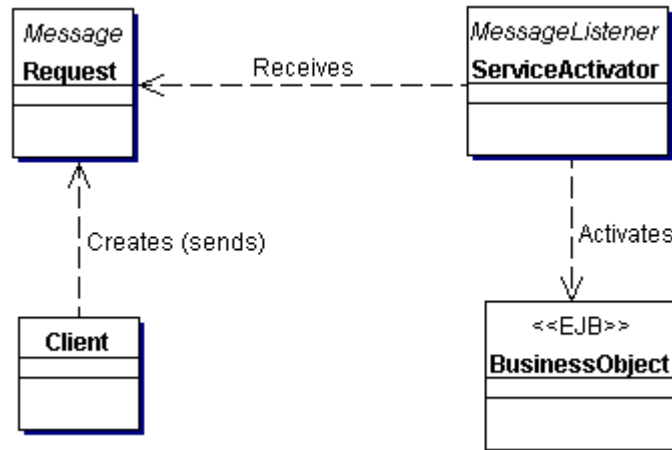 Message
Request
Receives
MessageListener
ServiceActivator
Creates (sends)
Activates
Client
<<EJB>>
BusinessObject